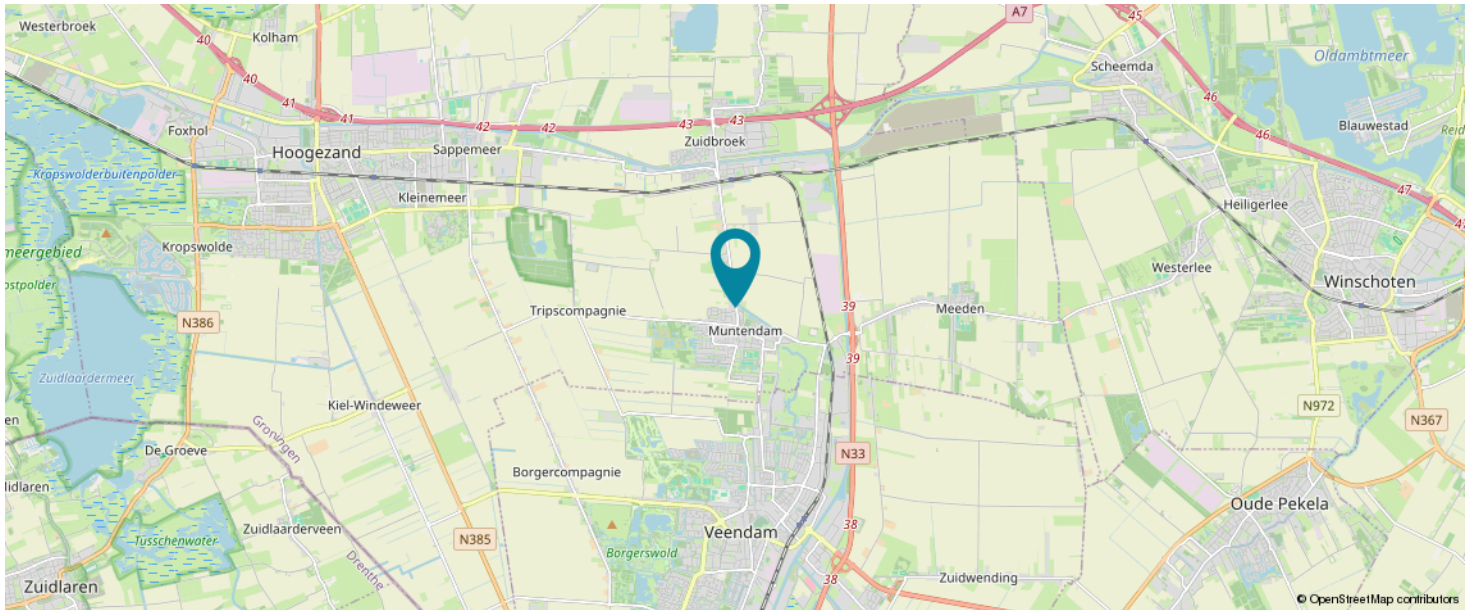 Westerbroek
Kolham
40
40
41
41
42
42
43
43
A7
45
Scheemda
Oldambtmeer
46
46
Blauwestad
Reid
Foxhol
Hoogezand
Sappemeer
Zuidbroek
Kropswolderbuitenpolder
Kleinemeer
Heiligerlee
47
47
Kropswolde
meergebied
ostpolder
Westerlee
Winschoten
N386
Tripscompagnie
39
Meeden
Muntendam
39
Zuidlaardermeer
Kiel-Windeweer
N972
N367
en
Groningen
De Groeve
N33
Borgercompagnie
Midlaren
Oude Pekela
Zuidlaarderveen
Tusschenwater
N385
Veendam
38
Borgerswold
Drenthe
38
Zuidwending
Zuidlaren
© OpenStreetMap contributors